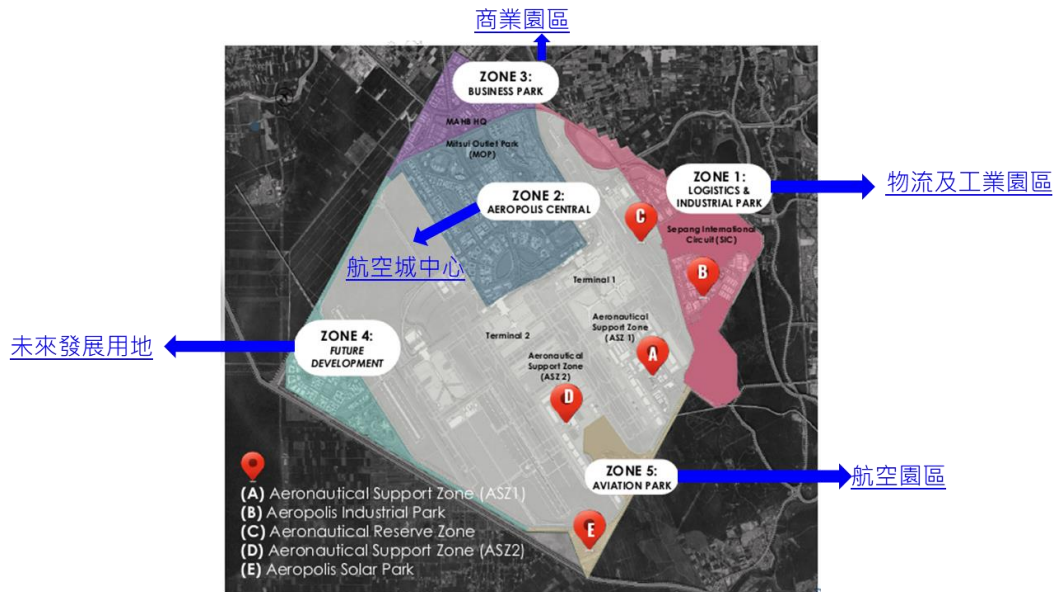 商業園區
ZONE 3:
BUSINESS PARK
MAHB HQ
Mitsui Outlet Park
(MOP)
ZONE 1:
LOGISTICS &
INDUSTRIAL PARK
物流及工業園區
ZONE 2:
AEROPOLIS CENTRAL
C
Sepang International
Circuit (SIC)
航空城中心
B
Terminal 1
Aeronautical
Support Zone
(ASZ 1)
Terminal 2
ZONE 4:
FUTURE
DEVELOPMENT
未來發展用地
A
Aeronautical
Support Zone
(ASZ 2)
D
ZONE 5:
AVIATION PARK
航空園區
E
(A) Aeronautical Support Zone (ASZ1)
(B) Aeropolis Industrial Park
(C) Aeronautical Reserve Zone
(D) Aeronautical Support Zone (ASZ2)
(E) Aeropolis Solar Park